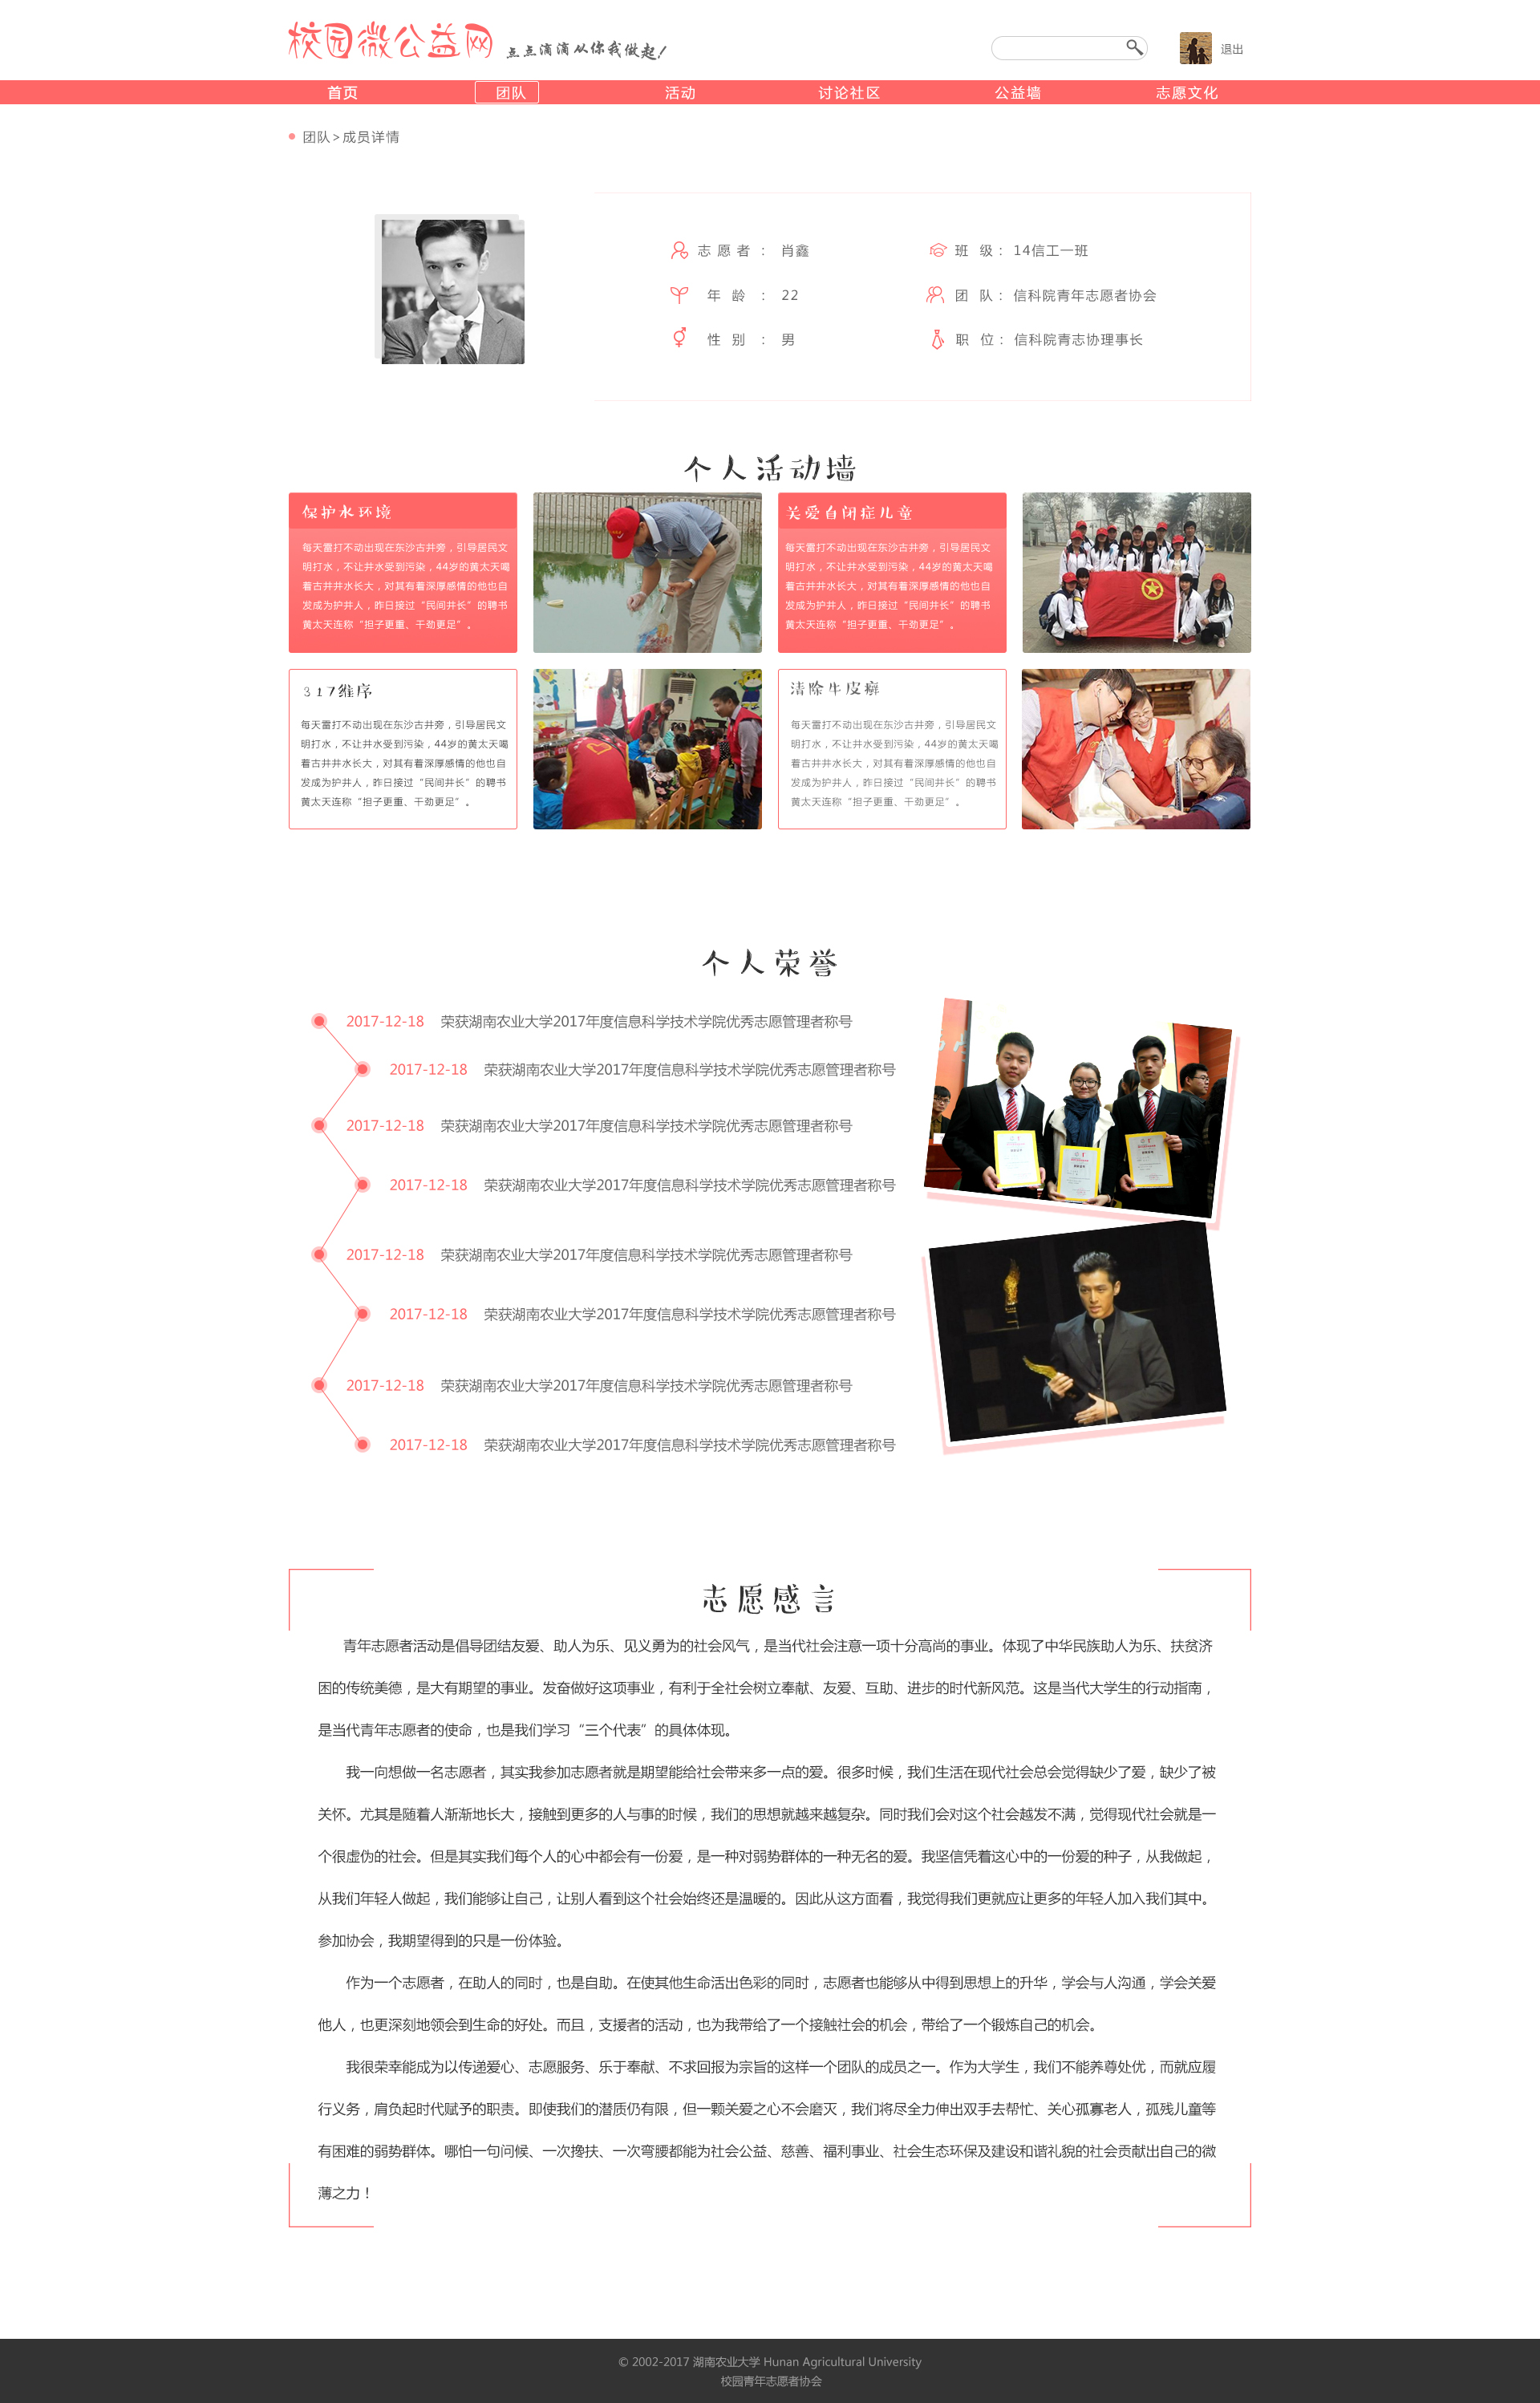 校园微公益网 点点滴滴从你我做起!
退出
首页 团队 活动 讨论社区 公益墙 志愿文化
团队>成员详情
志愿者 : 肖鑫
班 级 : 14信工一班
年 龄 : 22
团 队 : 信科院青年志愿者协会
性 别 : 男
职 位 : 信科院青志协理事长
个人活动墙
保护水环境
每天雷打不动出现在东沙古井旁，引导居民文
明打水，不让井水受到污染，44岁的黄太天喝
着古井井水长大，对其有着深厚感情的他也自
发成为护井人，昨日接过“民间井长”的聘书
黄太天连称“担子更重、干劲更足”。
关爱自闭症儿童
每天雷打不动出现在东沙古井旁，引导居民文
明打水，不让井水受到污染，44岁的黄太天喝
着古井井水长大，对其有着深厚感情的他也自
发成为护井人，昨日接过“民间井长”的聘书
黄太天连称“担子更重、干劲更足”。
317维序
每天雷打不动出现在东沙古井旁，引导居民文
明打水，不让井水受到污染，44岁的黄太天喝
着古井井水长大，对其有着深厚感情的他也自
发成为护井人，昨日接过“民间井长”的聘书
黄太天连称“担子更重、干劲更足”。
清除牛皮癣
每天雷打不动出现在东沙古井旁，引导居民文
明打水，不让井水受到污染，44岁的黄太天喝
着古井井水长大，对其有着深厚感情的他也自
发成为护井人，昨日接过“民间井长”的聘书
黄太天连称“担子更重、干劲更足”。
个人荣誉
2017-12-18 荣获湖南农业大学2017年度信息科学技术学院优秀志愿管理者称号
2017-12-18 荣获湖南农业大学2017年度信息科学技术学院优秀志愿管理者称号
2017-12-18 荣获湖南农业大学2017年度信息科学技术学院优秀志愿管理者称号
2017-12-18 荣获湖南农业大学2017年度信息科学技术学院优秀志愿管理者称号
2017-12-18 荣获湖南农业大学2017年度信息科学技术学院优秀志愿管理者称号
2017-12-18 荣获湖南农业大学2017年度信息科学技术学院优秀志愿管理者称号
2017-12-18 荣获湖南农业大学2017年度信息科学技术学院优秀志愿管理者称号
2017-12-18 荣获湖南农业大学2017年度信息科学技术学院优秀志愿管理者称号
志愿感言
青年志愿者活动是倡导团结友爱、助人为乐、见义勇为的社会风气，是当代社会注意一项十分高尚的事业。体现了中华民族助人为乐、扶贫济
困的传统美德，是大有期望的事业。发奋做好这项事业，有利于全社会树立奉献、友爱、互助、进步的时代新风范。这是当代大学生的行动指南，
是当代青年志愿者的使命，也是我们学习“三个代表”的具体体现。
我一向想做一名志愿者，其实我参加志愿者就是期望能给社会带来多一点的爱。很多时候，我们生活在现代社会总会觉得缺少了爱，缺少了被
关怀。尤其是随着人渐渐地长大，接触到更多的人与事的时候，我们的思想就越来越复杂。同时我们会对这个社会越发不满，觉得现代社会就是一
个很虚伪的社会。但是其实我们每个人的心中都会有一份爱，是一种对弱势群体的一种无名的爱。我坚信凭着这心中的一份爱的种子，从我做起，
从我们年轻人做起，我们能够让自己，让别人看到这个社会始终还是温暖的。因此从这方面看，我觉得我们更就应让更多的年轻人加入我们其中。
参加协会，我期望得到的只是一份体验。
作为一个志愿者，在助人的同时，也是自助。在使其他生命活出色彩的同时，志愿者也能够从中得到思想上的升华，学会与人沟通，学会关爱
他人，也更深刻地领会到生命的好处。而且，支援者的活动，也为我带给了一个接触社会的机会，带给了一个锻炼自己的机会。
我很荣幸能成为以传递爱心、志愿服务、乐于奉献、不求回报为宗旨的这样一个团队的成员之一。作为大学生，我们不能养尊处优，而就应履
行义务，肩负起时代赋予的职责。即使我们的潜质仍有限，但一颗关爱之心不会磨灭，我们将尽全力伸出双手去帮忙、关心孤寡老人，孤残儿童等
有困难的弱势群体。哪怕一句问候、一次搀扶、一次弯腰都能为社会公益、慈善、福利事业、社会生态环保及建设和谐礼貌的社会贡献出自己的微
薄之力！
© 2002-2017 湖南农业大学 Hunan Agricultural University
校园青年志愿者协会